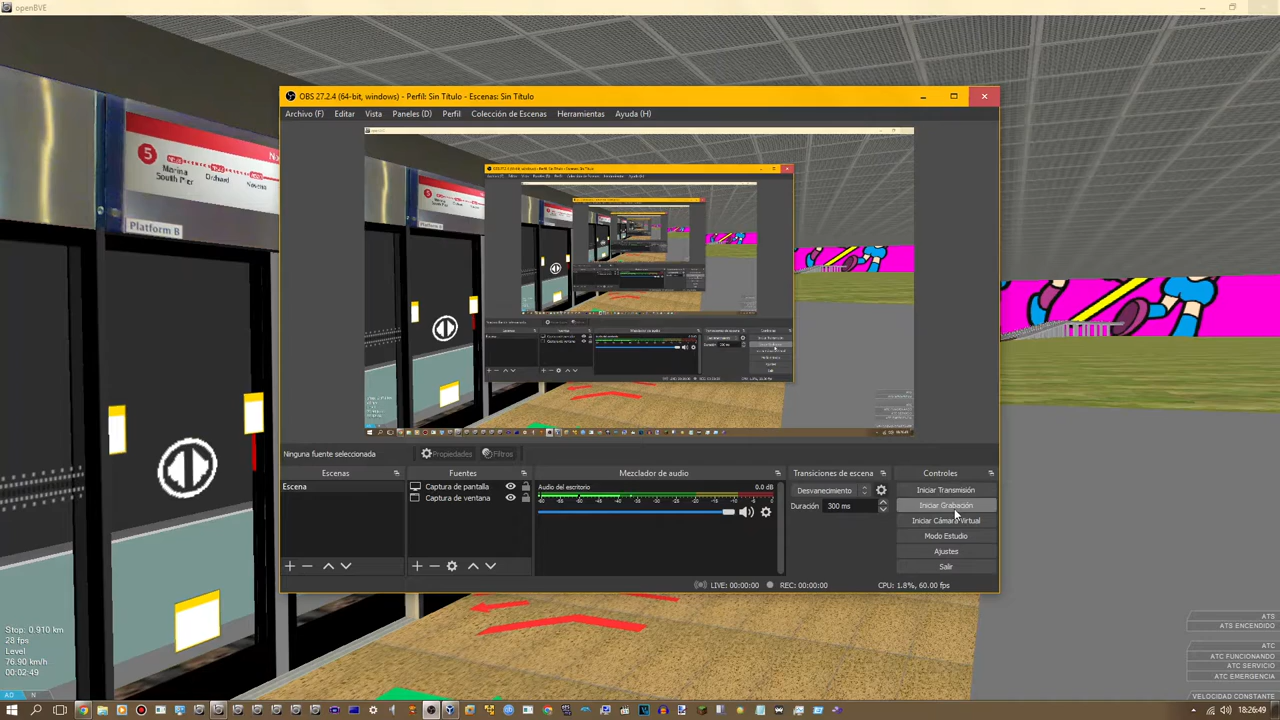 openBVE
OBS 27.2.4 (64-bit, windows) - Perfil: Sin Título - Escenas: Sin Título
Archivo (F) Editar Vista Paneles (D) Perfil Colección de Escenas Herramientas Ayuda (H)
5
Marina South Pier
Orchard
Novena
Platform B
Ninguna fuente seleccionada
Propiedades
Filtros
Escenas
Fuentes
Mezclador de audio
Transiciones de escena
Controles
Escena
Captura de pantalla
Captura de ventana
Audio del escritorio
0.0 dB
Desvanecimiento
Duración 300 ms
Iniciar Transmisión
Iniciar Grabación
Iniciar Cámara Virtual
Modo Estudio
Ajustes
Salir
LIVE: 00:00:00
REC: 00:00:00
CPU: 1.8%, 60.00 fps
Stop: 0.910 km
28 fps
Level
76.90 km/h
00:02:49
N
ATS
ATS ENCENDIDO
ATC
ATC FUNCIONANDO
ATC SERVICIO
ATC EMERGENCIA
VELOCIDAD CONSTANTE
18:26:49